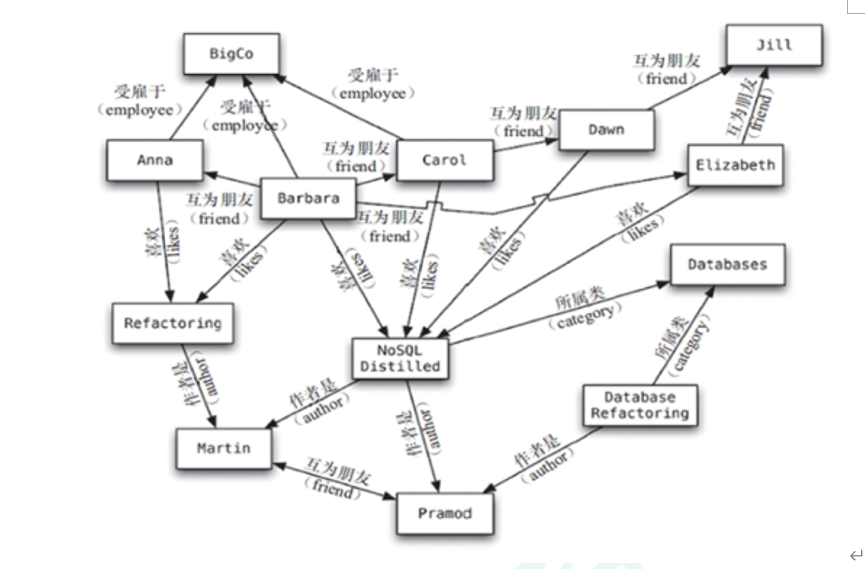 BigCo
Jill
受雇于
(employee)
受雇于
(employee)
受雇于
(employee)
互为朋友
(friend)
互为朋友
(friend)
互为朋友
(friend)
Dawn
Anna
互为朋友
(friend)
Carol
Elizabeth
Barbara
互为朋友
(friend)
互为朋友
(friend)
喜欢
(likes)
喜欢
(likes)
喜欢
(likes)
喜欢
(likes)
喜欢
(likes)
喜欢
(likes)
Databases
所属类
(category)
Refactoring
所属类
(category)
NoSQL
Distilled
作者是
(author)
作者是
(author)
作者是
(author)
Database
Refactoring
Martin
作者是
(author)
互为朋友
(friend)
Pramod